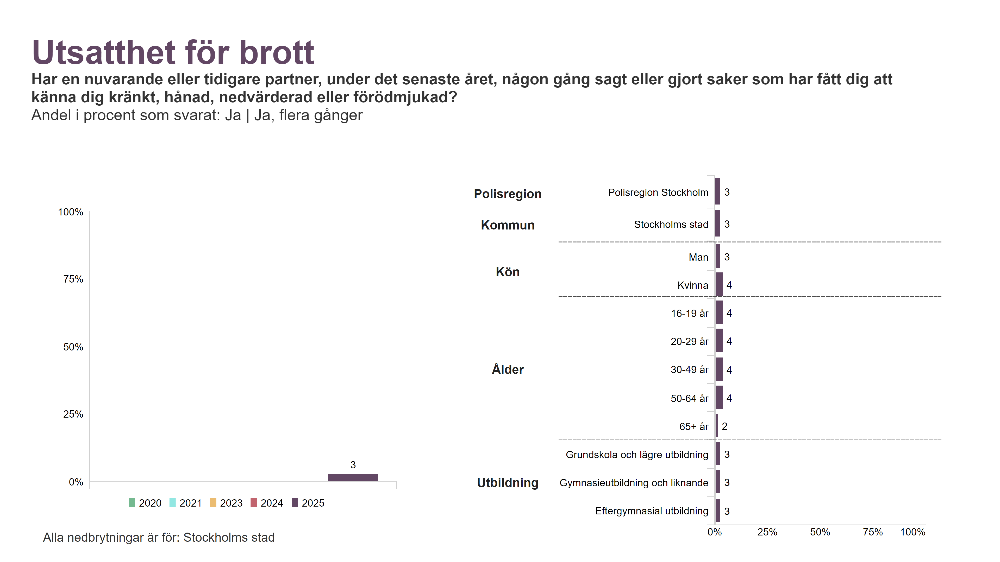 Utsatthet för brott
Har en nuvarande eller tidigare partner, under det senaste året, någon gång sagt eller gjort saker som har fått dig att
känna dig kränkt, hånad, nedvärderad eller förödmjukad?
Andel i procent som svarat: Ja | Ja, flera gånger
100%
75%
50%
25%
0%
3
2020 2021 2023 2024 2025
Alla nedbrytningar är för: Stockholms stad
Polisregion Polisregion Stockholm 3
Kommun Stockholms stad 3
Kön
Man 3
Kvinna 4
Ålder
16-19 år 4
20-29 år 4
30-49 år 4
50-64 år 4
65+ år 2
Utbildning
Grundskola och lägre utbildning 3
Gymnasieutbildning och liknande 3
Eftergymnasial utbildning 3
0% 25% 50% 75% 100%